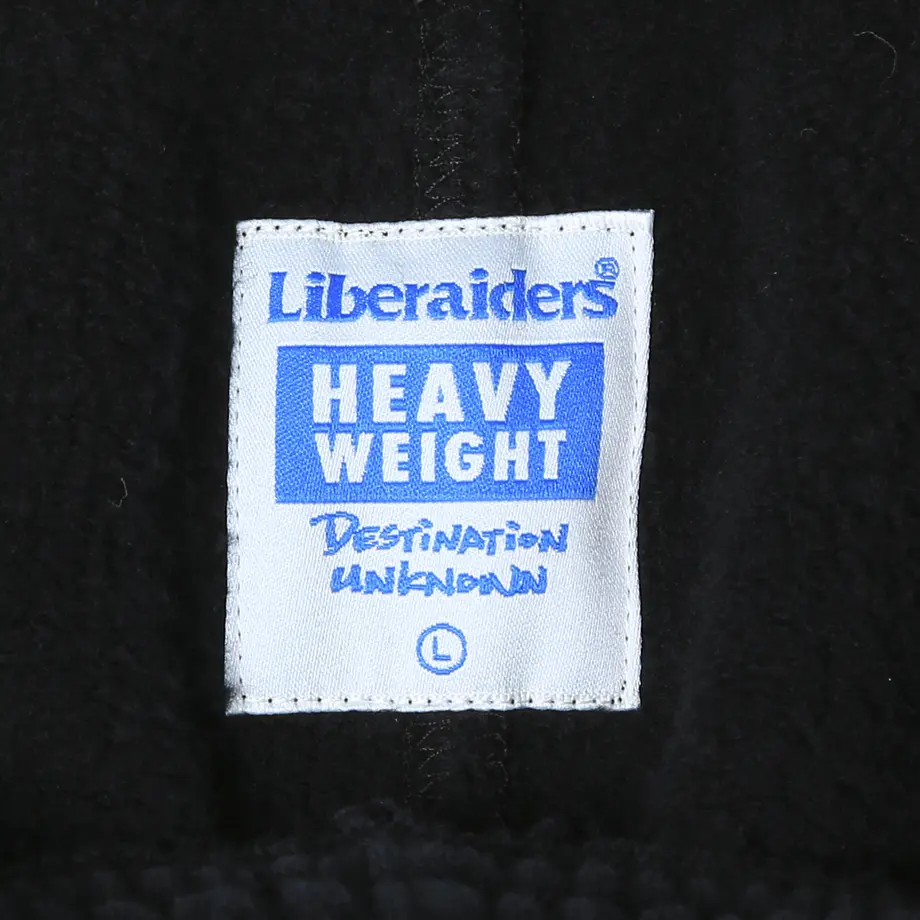 Liberaiders®
HEAVY
WEIGHT
DESTiNATiON
UNKNOWN
L